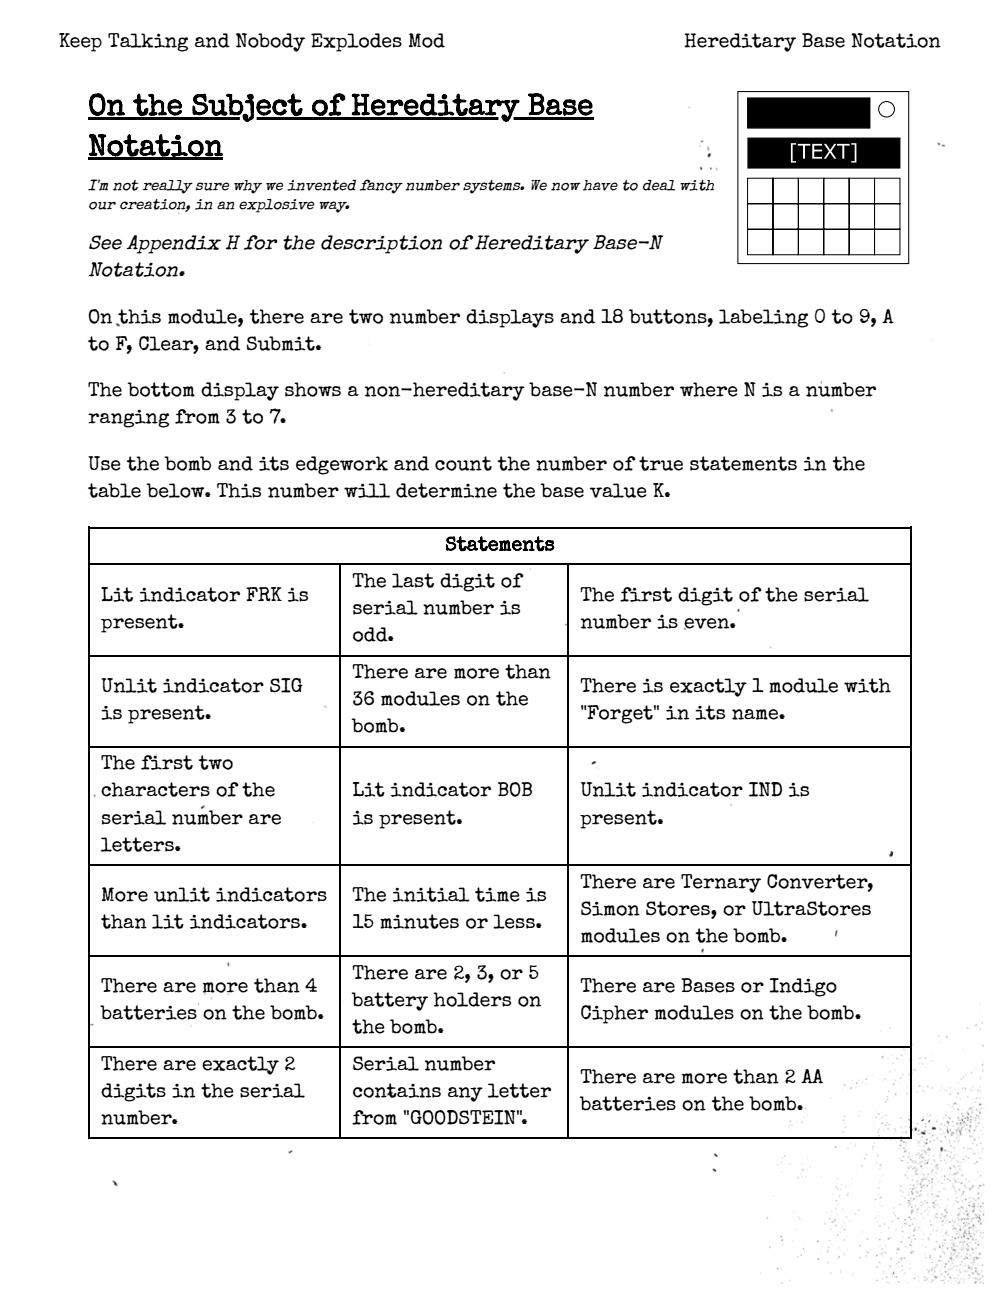 Keep Talking and Nobody Explodes Mod
Hereditary Base Notation
On the Subject of Hereditary Base
Notation
[TEXT]
I'm not really sure why we invented fancy number systems. We now have to deal with
our creation, in an explosive way.
See Appendix H for the description of Hereditary Base-N
Notation.
On this module, there are two number displays and 18 buttons, labeling 0 to 9, A
to F, Clear, and Submit.
The bottom display shows a non-hereditary base-N number where N is a number
ranging from 3 to 7.
Use the bomb and its edgework and count the number of true statements in the
table below. This number will determine the base value K.
Statements
Lit indicator FRK is
present.
The last digit of
serial number is
odd.
The first digit of the serial
number is even.
Unlit indicator SIG
is present.
There are more than
36 modules on the
bomb.
There is exactly 1 module with
"Forget" in its name.
The first two
characters of the
serial number are
letters.
Lit indicator BOB
is present.
Unlit indicator IND is
present.
More unlit indicators
than lit indicators.
The initial time is
15 minutes or less.
There are Ternary Converter,
Simon Stores, or UltraStores
modules on the bomb.
There are more than 4
batteries on the bomb.
There are 2, 3, or 5
battery holders on
the bomb.
There are Bases or Indigo
Cipher modules on the bomb.
There are exactly 2
digits in the serial
number.
Serial number
contains any letter
from "GOODSTEIN".
There are more than 2 AA
batteries on the bomb.